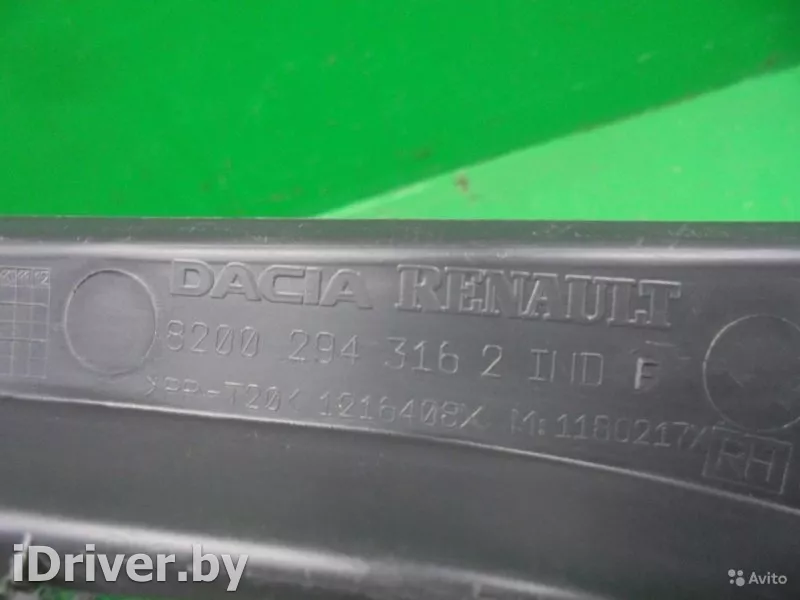 DACIA RENAULT
8200 294 316 2 IND F
>PP-T20< 1216408X M:1180217X
RH
iDriver.by
Avito